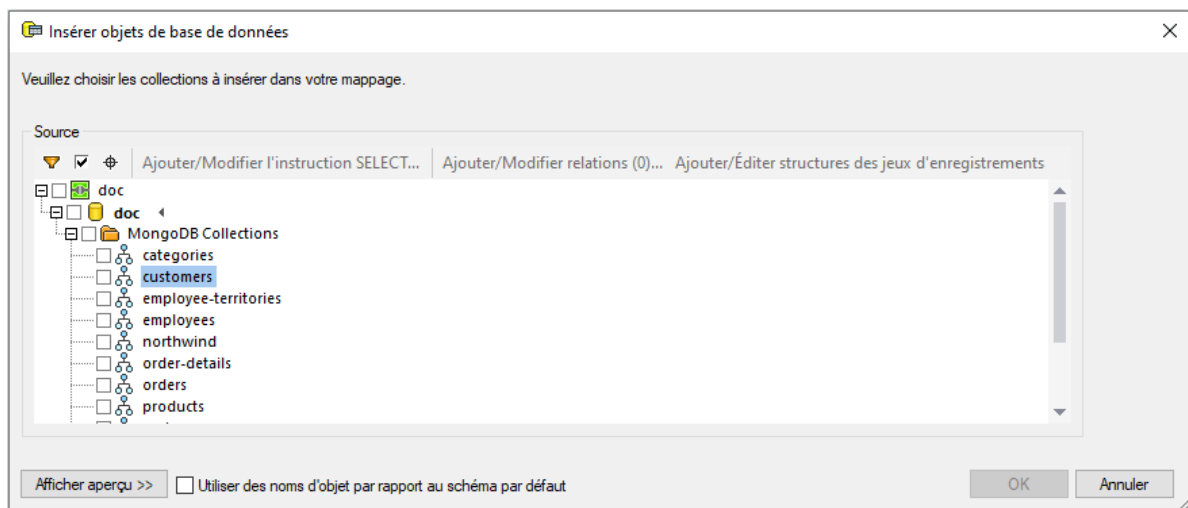 Insérer objets de base de données
Veuillez choisir les collections à insérer dans votre mappage.
Source
Ajouter/Modifier l'instruction SELECT... Ajouter/Modifier relations (0)... Ajouter/Éditer structures des jeux d'enregistrements
doc
doc
MongoDB Collections
categories
customers
employee-territories
employees
northwind
order-details
orders
products
Afficher aperçu >> Utiliser des noms d'objet par rapport au schéma par défaut OK Annuler